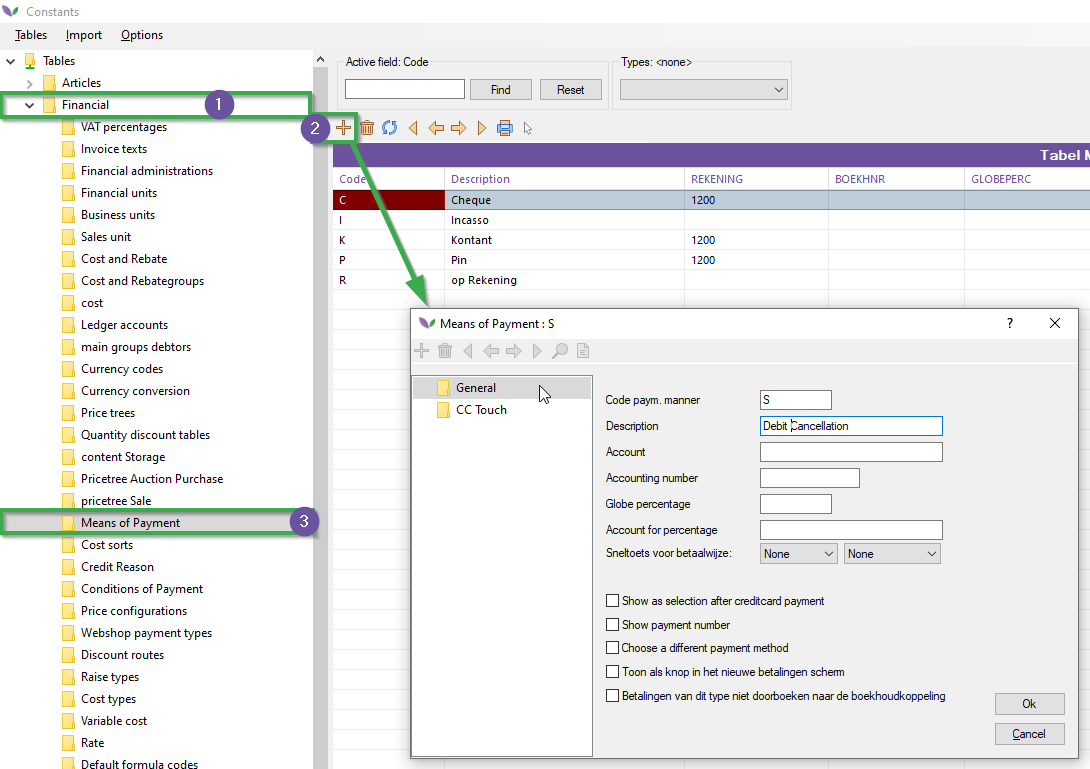 Constants
Tables Import Options
Tables
Articles
Financial 1
VAT percentages
Invoice texts
Financial administrations
Financial units
Business units
Sales unit
Cost and Rebate
Cost and Rebategroups
cost
Ledger accounts
main groups debtors
Currency codes
Currency conversion
Price trees
Quantity discount tables
content Storage
Pricetree Auction Purchase
pricetree Sale
Means of Payment 3
Cost sorts
Credit Reason
Conditions of Payment
Price configurations
Webshop payment types
Discount routes
Raise types
Cost types
Variable cost
Rate
Default formula codes
Active field: Code
Find Reset
Types: <none>
2
Tabel M
Code Description REKENING BOEKHNR GLOBEPERC
C Cheque 1200
I Incasso
K Kontant 1200
P Pin 1200
R op Rekening
Means of Payment : S ?
General
CC Touch
Code paym. manner S
Description Debit Cancellation
Account
Accounting number
Globe percentage
Account for percentage
Sneltoets voor betaalwijze: None None
Show as selection after creditcard payment
Show payment number
Choose a different payment method
Toon als knop in het nieuwe betalingen scherm
Betalingen van dit type niet doorboeken naar de boekhoudkoppeling
Ok
Cancel